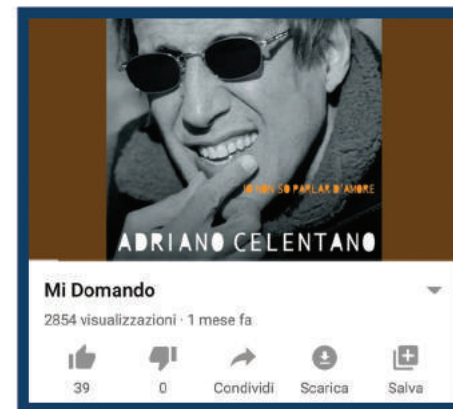 IO NON SO PARLAR D'AMORE
ADRIANO CELENTANO
Mi Domando
2854 visualizzazioni · 1 mese fa
39 0 Condividi Scarica Salva